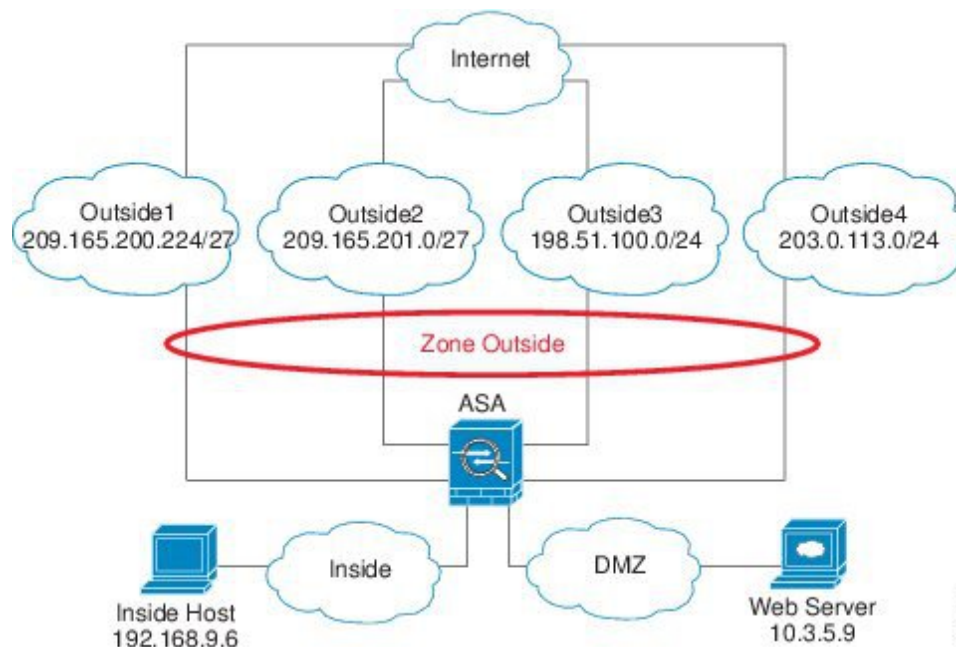 Internet
Outside1
209.165.200.224/27
Outside2
209.165.201.0/27
Outside3
198.51.100.0/24
Outside4
203.0.113.0/24
Zone Outside
ASA
Inside
DMZ
Inside Host
192.168.9.6
Web Server
10.3.5.9